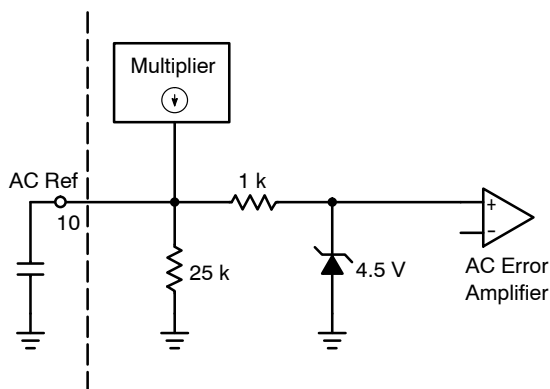 Multiplier
AC Ref
1 k
10
+
-
25 k
4.5 V
AC Error
Amplifier